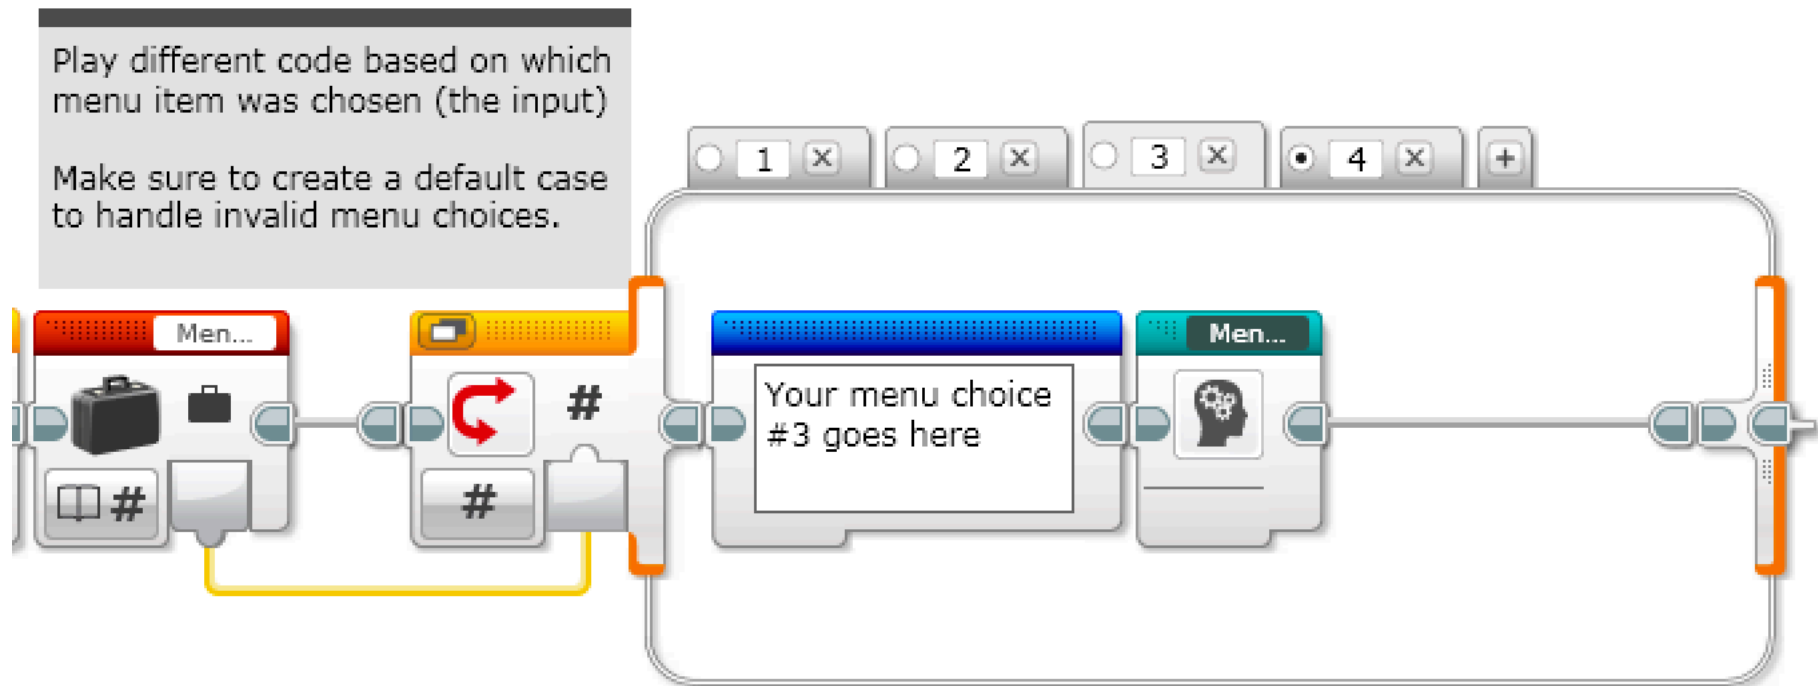 Play different code based on which
menu item was chosen (the input)
Make sure to create a default case
to handle invalid menu choices.
1 2 3 4 +
Men...
#
#
#
Your menu choice
#3 goes here
Men...